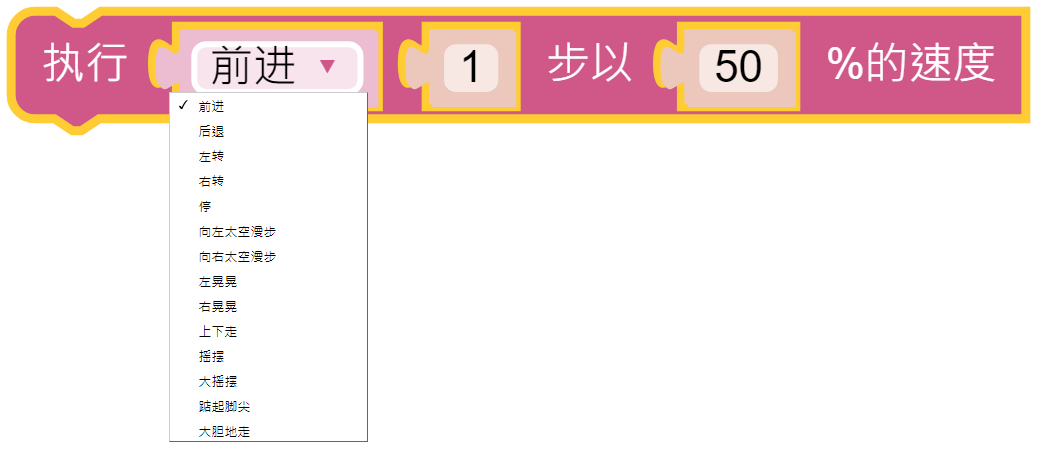 执行 前进 ▼ 1 步以 50 %的速度
✓ 前进
后退
左转
右转
停
向左太空漫步
向右太空漫步
左晃晃
右晃晃
上下走
摇摆
大摇摆
踮起脚尖
大胆地走